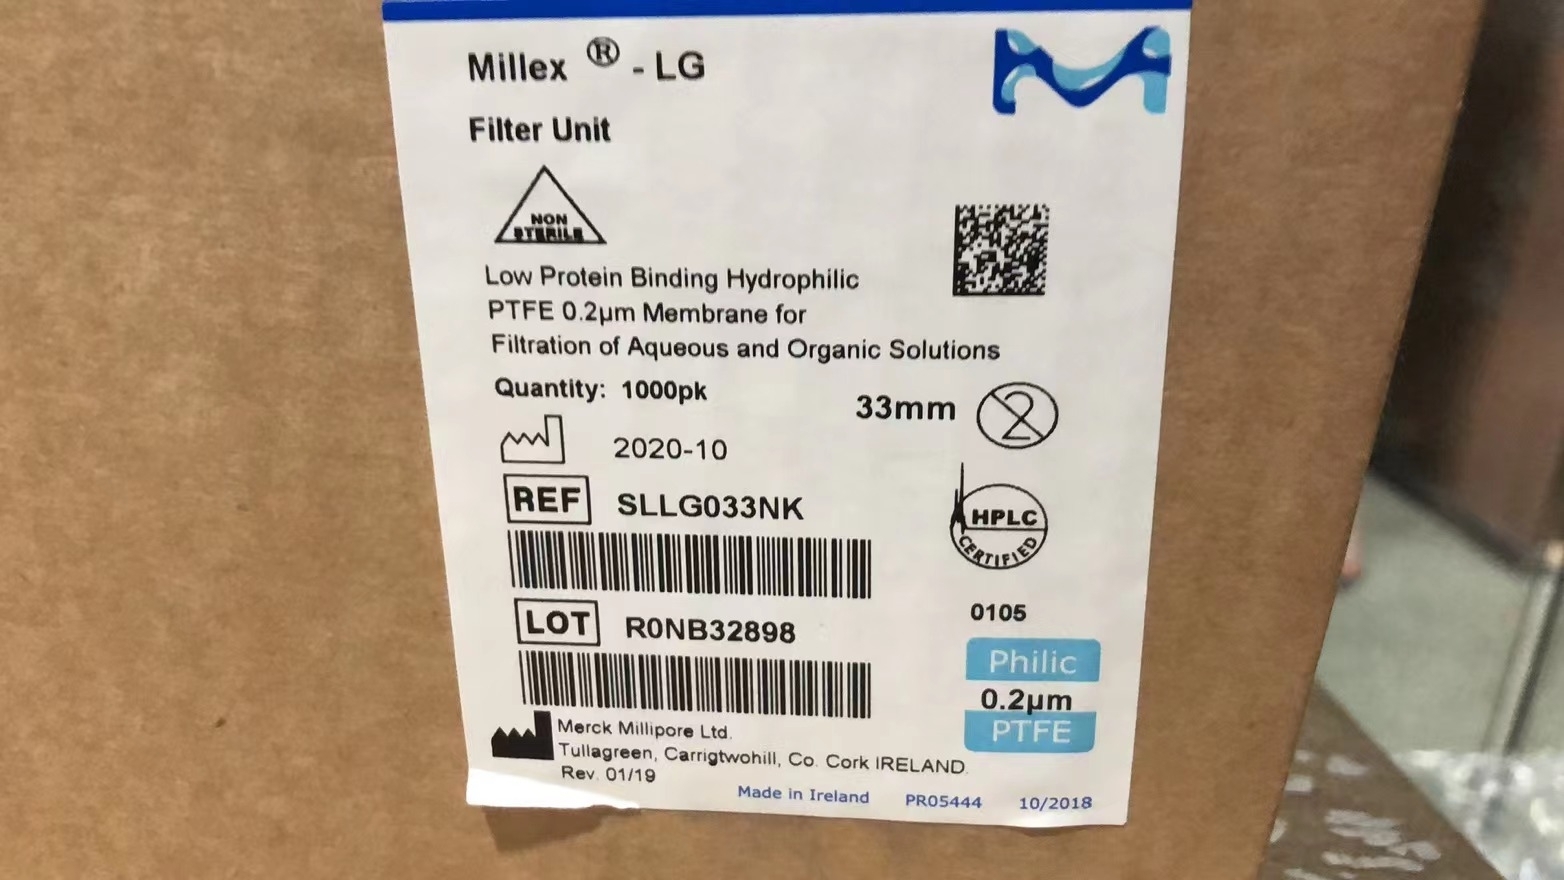 Millex ® - LG
Filter Unit
NON
STERILE
Low Protein Binding Hydrophilic
PTFE 0.2µm Membrane for
Filtration of Aqueous and Organic Solutions
Quantity: 1000pk
33mm
2
2020-10
REF SLLG033NK
HPLC
CERTIFIED
LOT R0NB32898
0105
Philic
0.2µm
PTFE
Merck Millipore Ltd.
Tullagreen, Carrigtwohill, Co. Cork IRELAND.
Rev. 01/19
Made in Ireland PR05444 10/2018